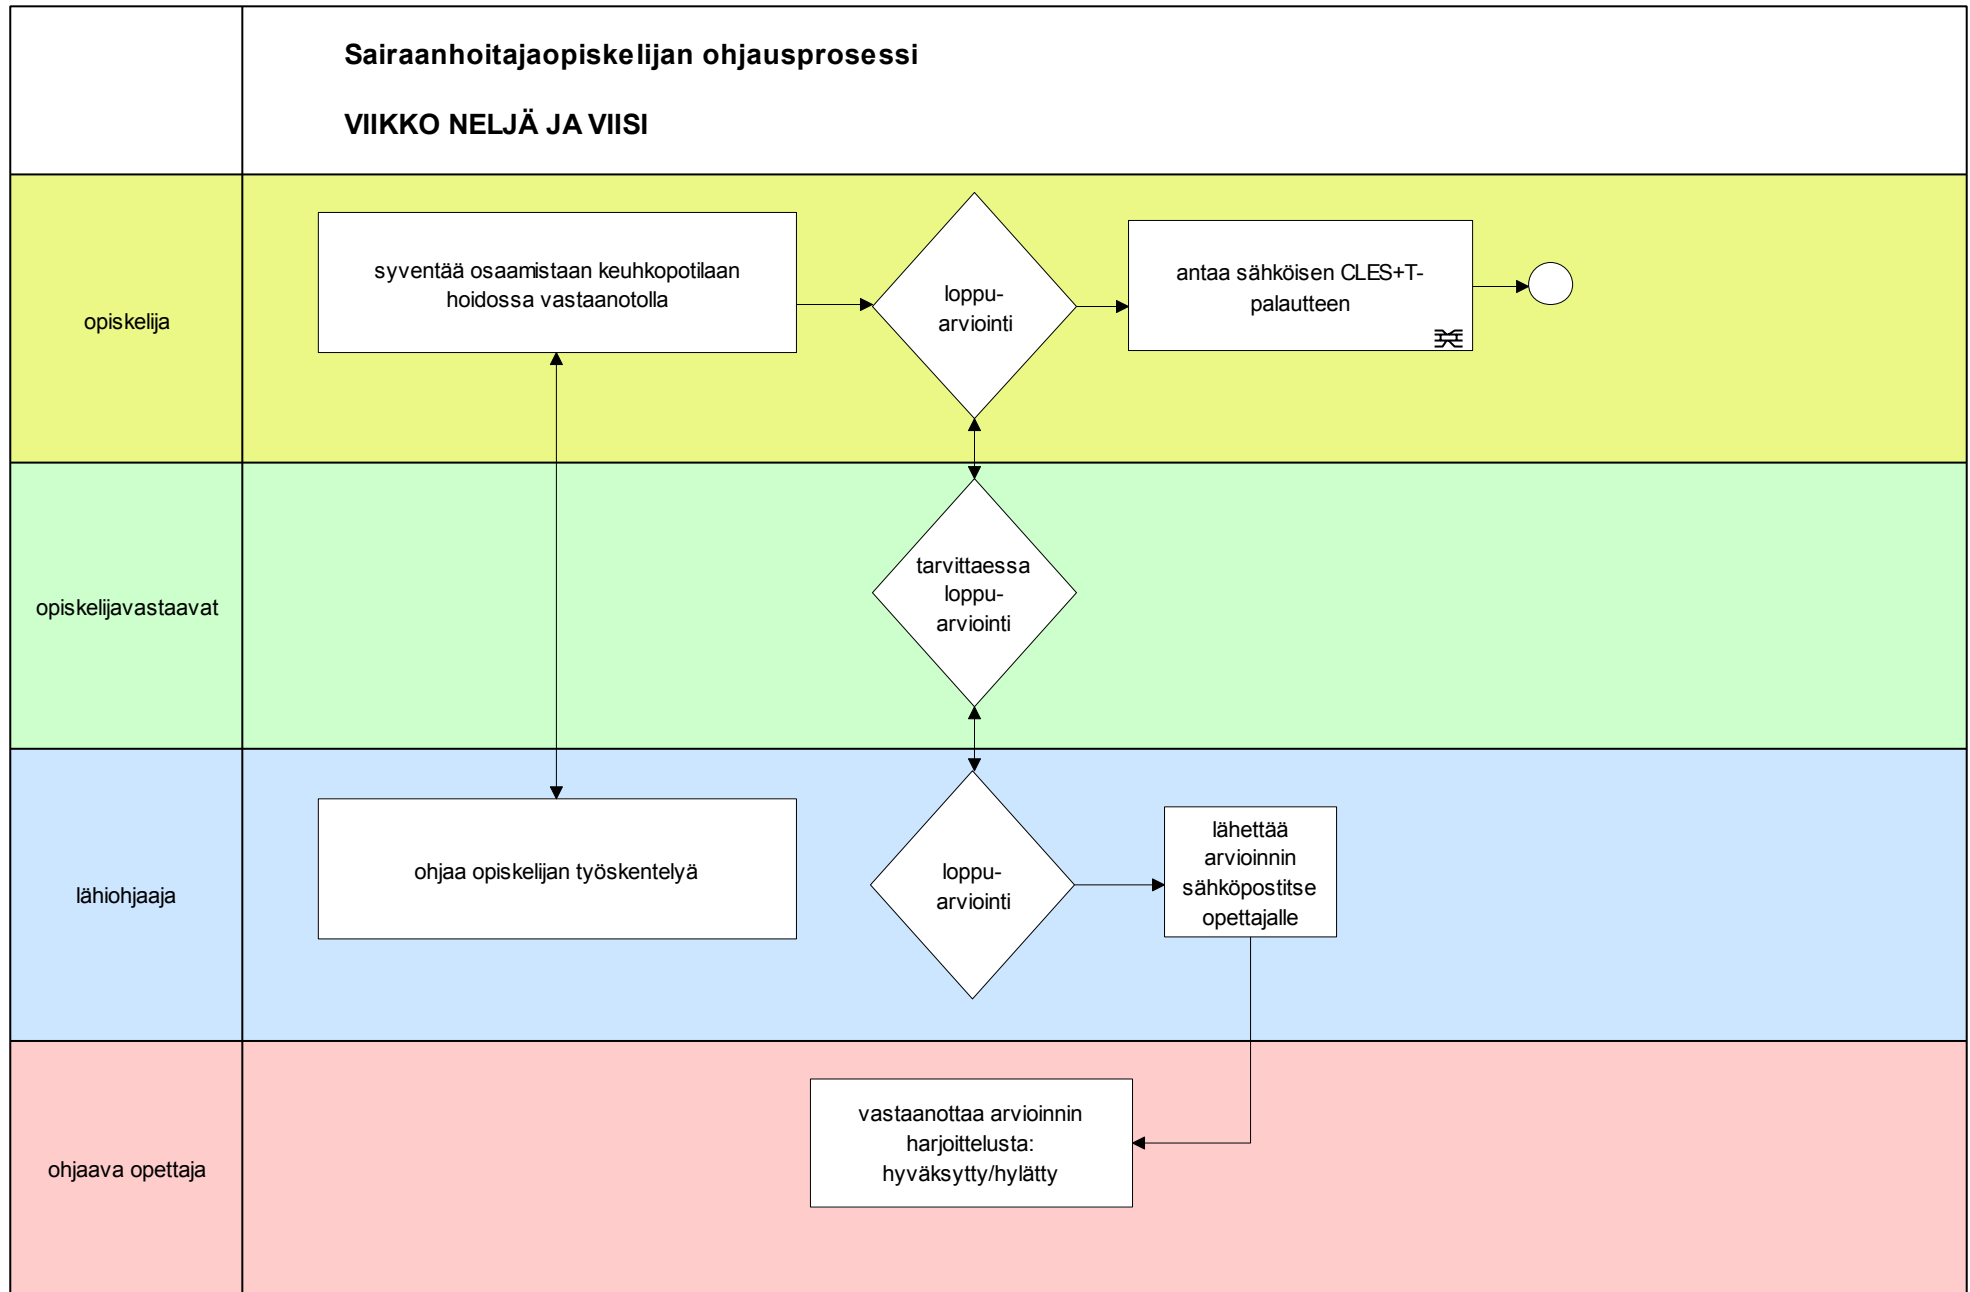 Sairaanhoitajaopiskelijan ohjausprosessi
VIIKKO NELJÄ JA VIISI
opiskelija
syventää osaamistaan keuhkopotilaan
hoidossa vastaanotolla
loppu-
arviointi
antaa sähköisen CLES+T-
palautteen
opiskelijavastaavat
tarvittaessa
loppu-
arviointi
lähiohjaaja
ohjaa opiskelijan työskentelyä
loppu-
arviointi
lähettää
arvioinnin
sähköpostitse
opettajalle
ohjaava opettaja
vastaanottaa arvioinnin
harjoittelusta:
hyväksytty/hylätty